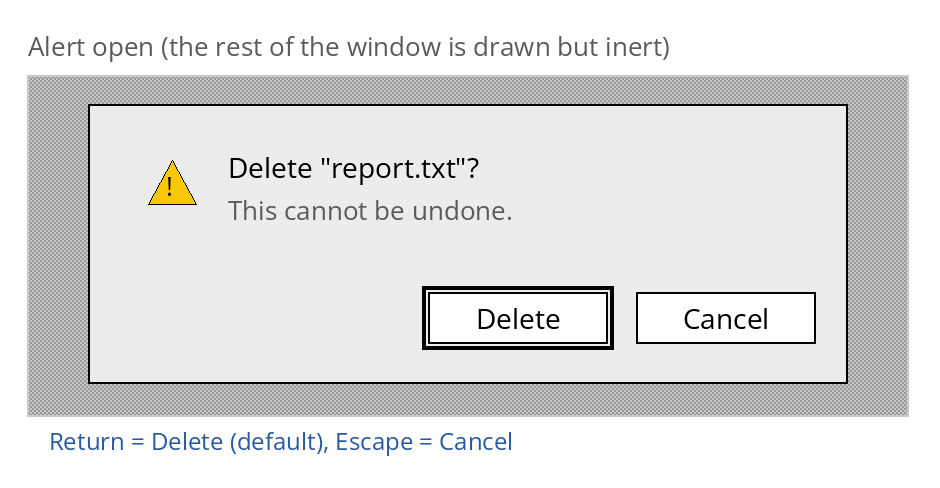 Alert open (the rest of the window is drawn but inert)
!
Delete "report.txt"?
This cannot be undone.
Delete
Cancel
Return = Delete (default), Escape = Cancel